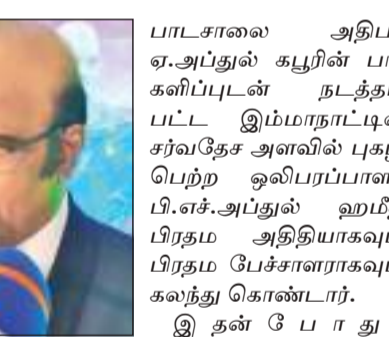 பாடசாலை அதிப
ஏ.அப்துல் கபூரின் பா
களிப்புடன் நடத்த
பட்ட இம்மாநாட்டி
சர்வதேச அளவில் புகழ
பெற்ற ஒலிபரப்பாள
பி.எச்.அப்துல் ஹமீ
பிரதம அதிதியாகவு
பிரதம பேச்சாளராகவு
கலந்து கொண்டார்.
இ தன் போ து